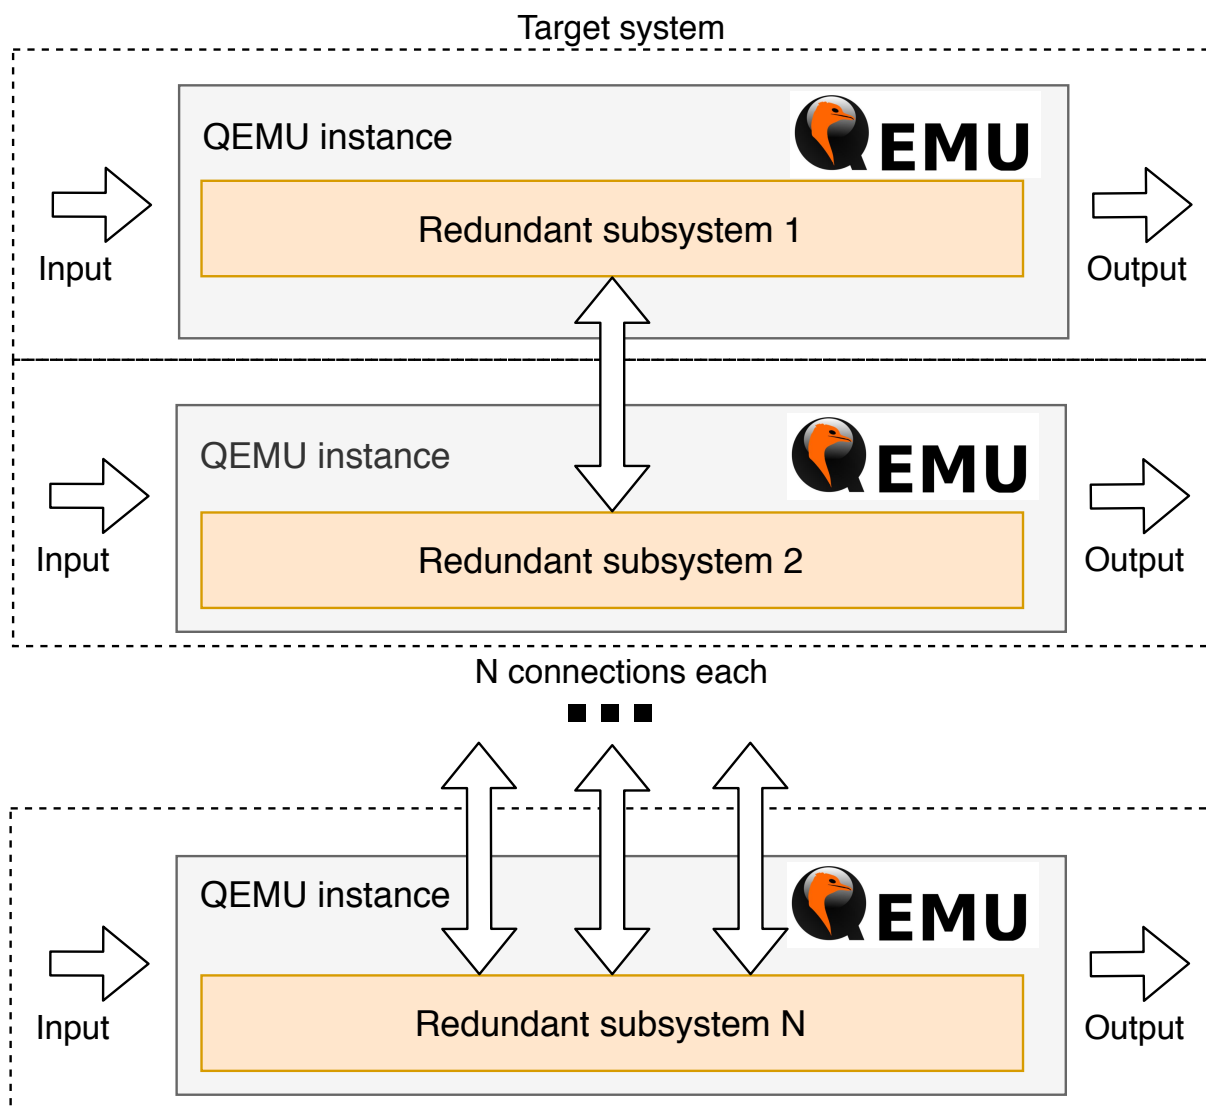 Target system
QEMU instance
QEMU
Redundant subsystem 1
Input
Output
QEMU instance
QEMU
Redundant subsystem 2
Input
Output
N connections each
QEMU instance
QEMU
Redundant subsystem N
Input
Output